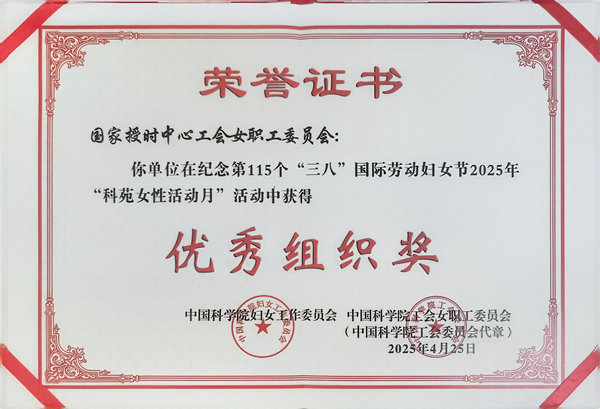 荣誉证书
国家授时中心工会女职工委员会：
你单位在纪念第115个“三八”国际劳动妇女节2025年
“科苑女性活动月”活动中获得
优秀组织奖
中国科学院妇女工作委员会 中国科学院工会女职工委员会
（中国科学院工会委员会代章）
2025年4月25日